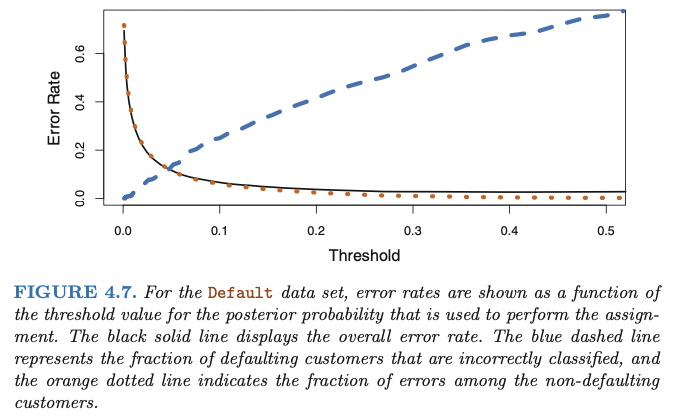 0.6
0.4
0.2
0.0
Error Rate
0.0 0.1 0.2 0.3 0.4 0.5
Threshold
FIGURE 4.7. For the Default data set, error rates are shown as a function of
the threshold value for the posterior probability that is used to perform the assign-
ment. The black solid line displays the overall error rate. The blue dashed line
represents the fraction of defaulting customers that are incorrectly classified, and
the orange dotted line indicates the fraction of errors among the non-defaulting
customers.